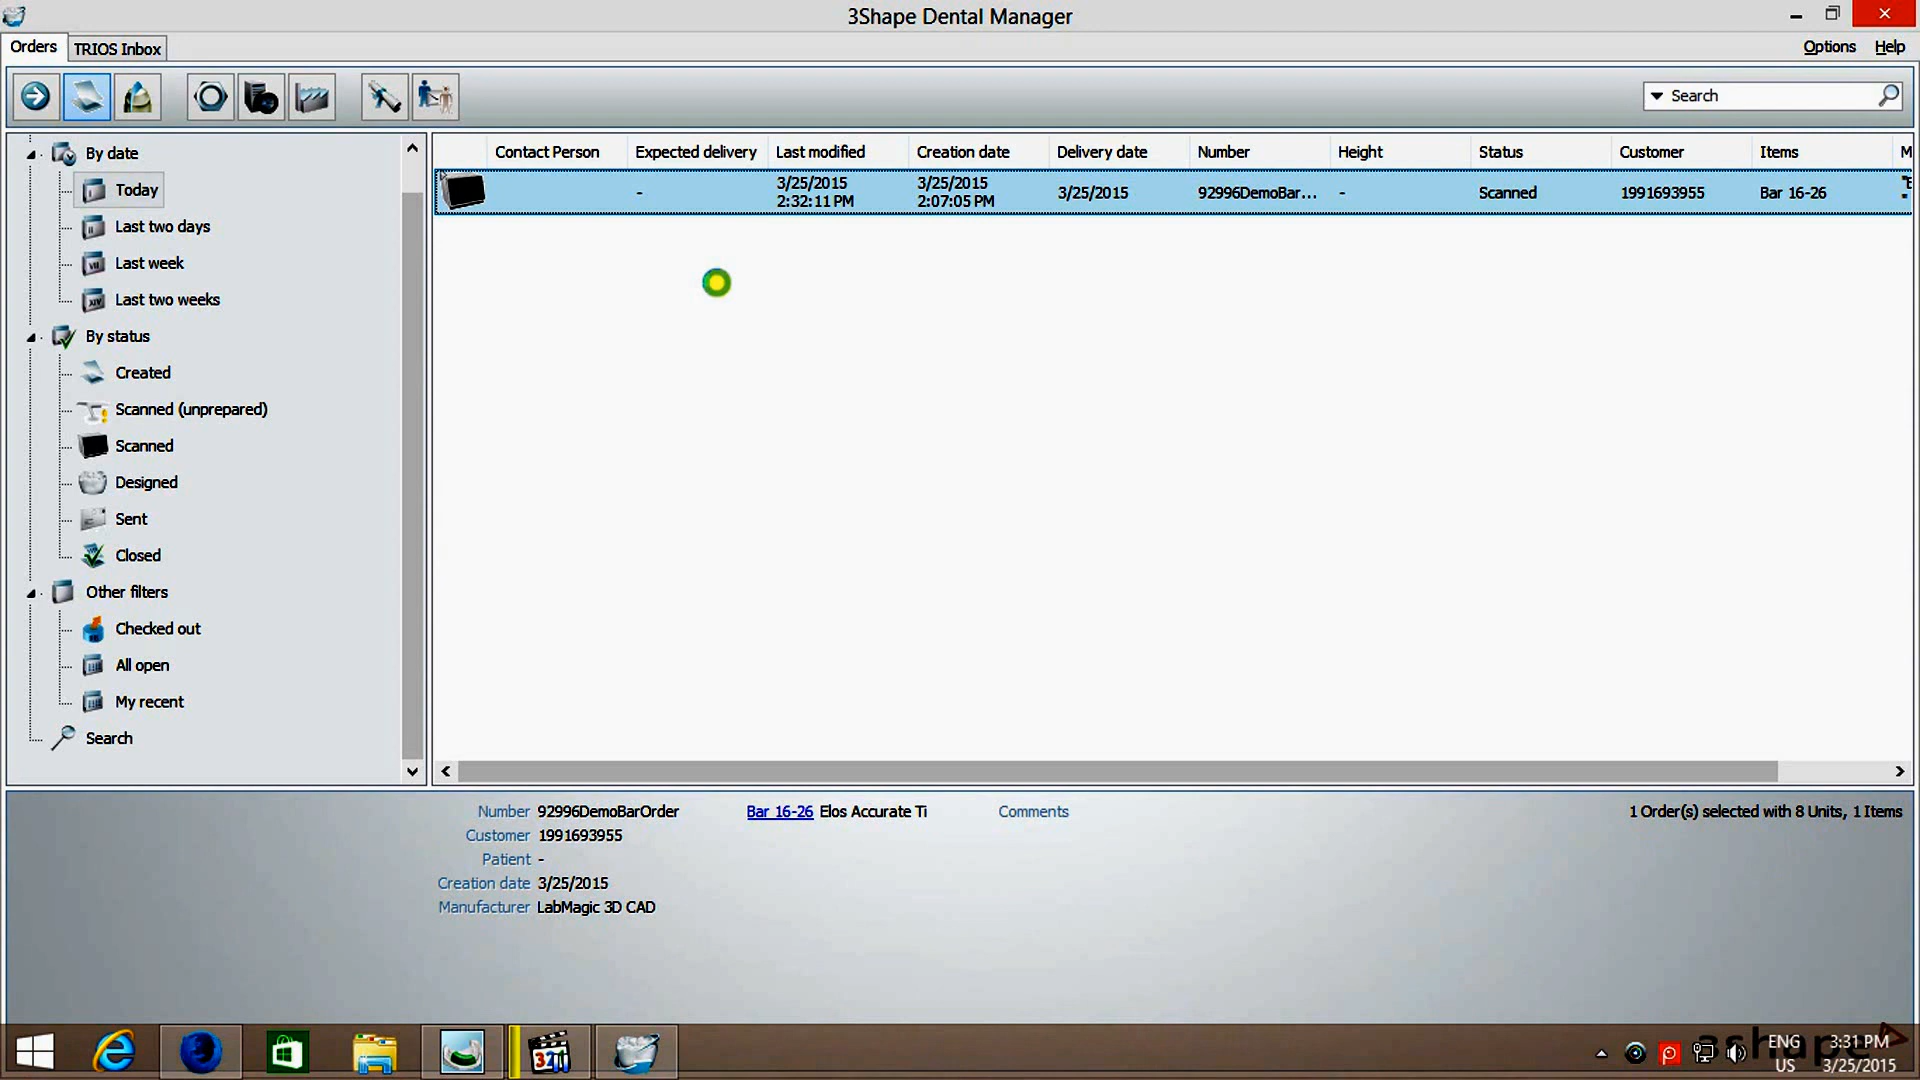 3Shape Dental Manager
Orders
TRIOS Inbox
Options
Help
Search
By date
Today
Last two days
Last week
Last two weeks
By status
Created
Scanned (unprepared)
Scanned
Designed
Sent
Closed
Other filters
Checked out
All open
My recent
Search
Contact Person Expected delivery Last modified Creation date Delivery date Number Height Status Customer Items M
- 3/25/2015 2:32:11 PM 3/25/2015 2:07:05 PM 3/25/2015 92996DemoBar... - Scanned 1991693955 Bar 16-26
Number 92996DemoBarOrder
Customer 1991693955
Patient -
Creation date 3/25/2015
Manufacturer LabMagic 3D CAD
Bar 16-26 Elos Accurate Ti
Comments
1 Order(s) selected with 8 Units, 1 Items
321
3shape
ENG
US
3:31 PM
3/25/2015